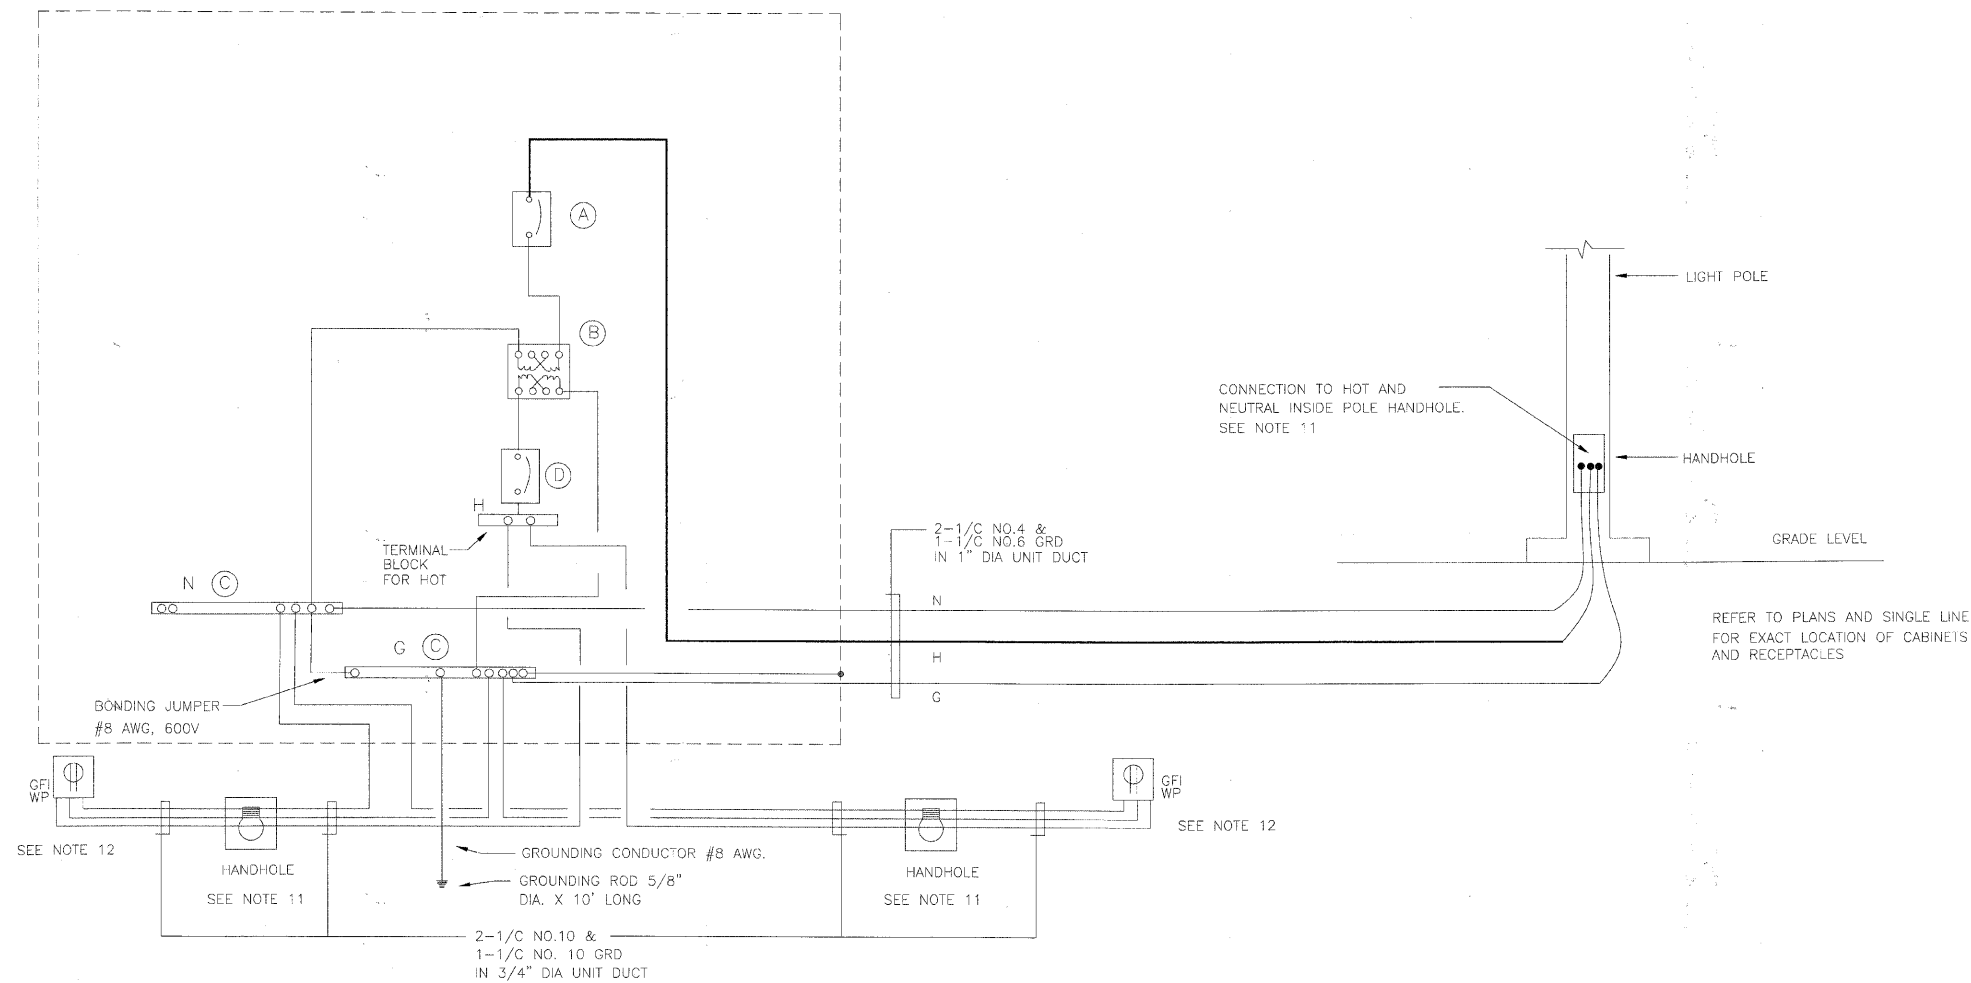 A
B
D
H
TERMINAL
BLOCK
FOR HOT
N C
G C
BONDING JUMPER
#8 AWG, 600V
LIGHT POLE
CONNECTION TO HOT AND
NEUTRAL INSIDE POLE HANDHOLE.
SEE NOTE 11
HANDHOLE
2-1/C NO.4 &
1-1/C NO.6 GRD
IN 1" DIA UNIT DUCT
GRADE LEVEL
N
H
G
REFER TO PLANS AND SINGLE LINE
FOR EXACT LOCATION OF CABINETS
AND RECEPTACLES
GFI
WP
SEE NOTE 12
HANDHOLE
SEE NOTE 11
GROUNDING CONDUCTOR #8 AWG.
GROUNDING ROD 5/8"
DIA. X 10' LONG
2-1/C NO.10 &
1-1/C NO. 10 GRD
IN 3/4" DIA UNIT DUCT
HANDHOLE
SEE NOTE 11
GFI
WP
SEE NOTE 12